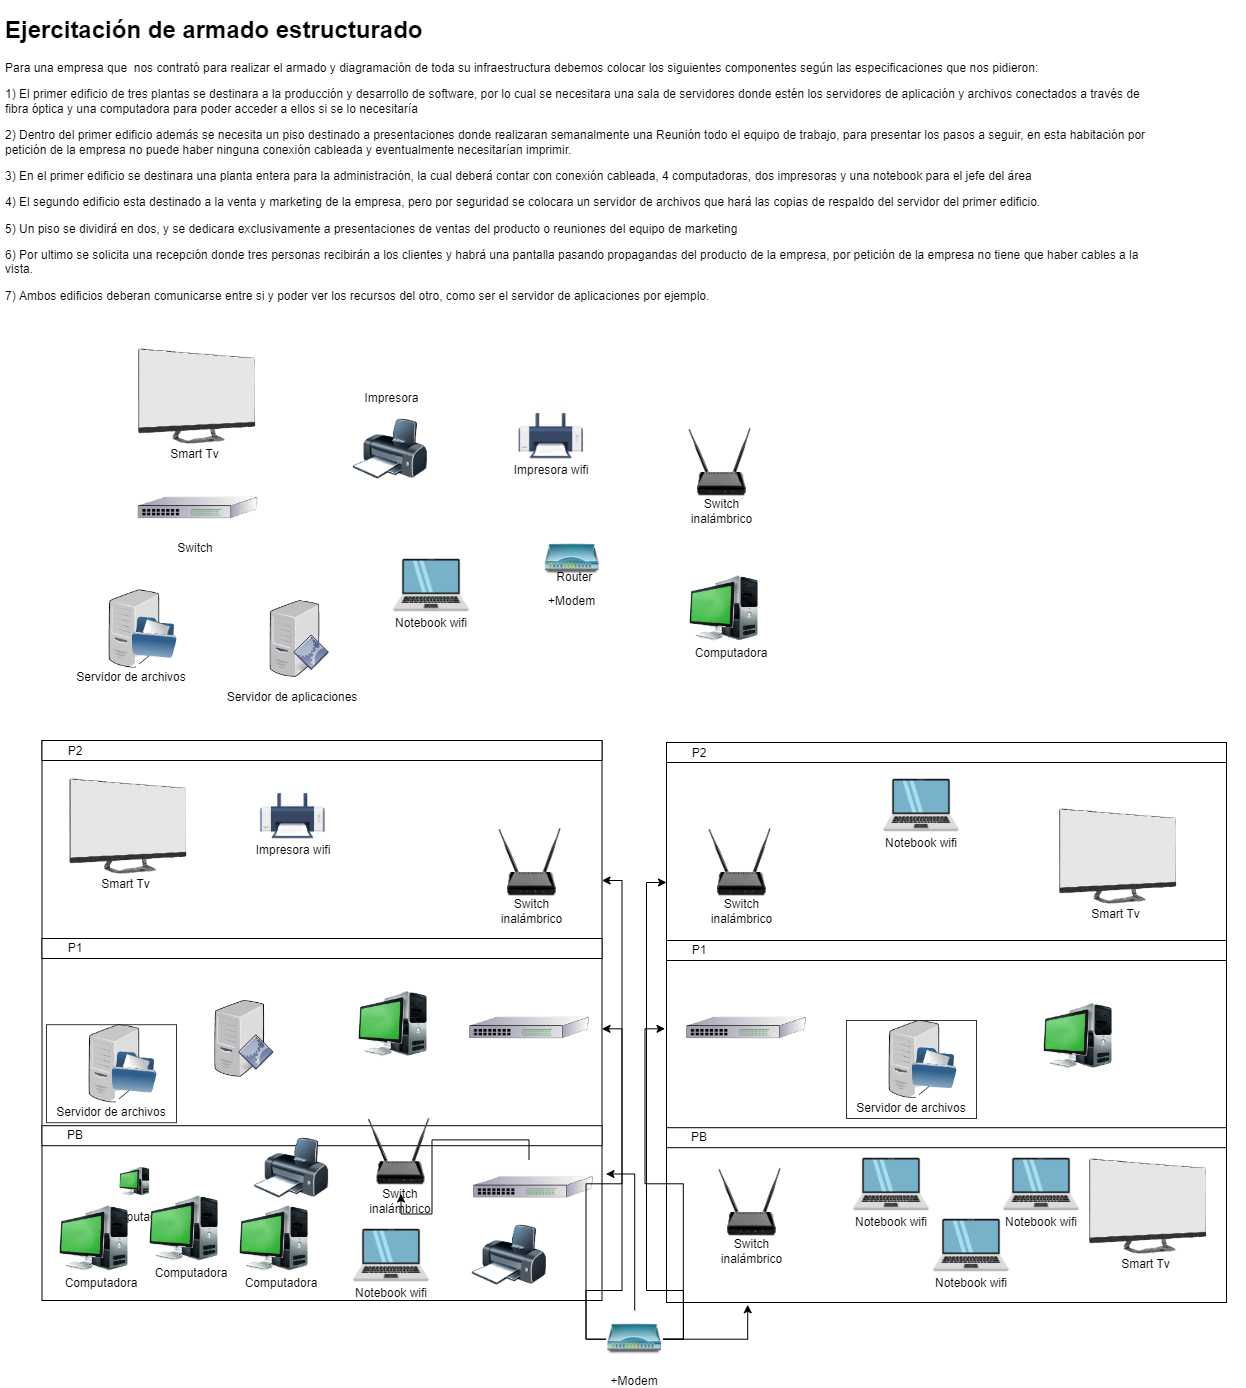 Ejercitación de armado estructurado
Para una empresa que  nos contrató para realizar el armado y diagramación de toda su infraestructura debemos colocar los siguientes componentes según las especificaciones que nos pidieron:
1) El primer edificio de tres plantas se destinara a la producción y desarrollo de software, por lo cual se necesitara una sala de servidores donde estén los servidores de aplicación y archivos conectados a través de
fibra óptica y una computadora para poder acceder a ellos si se lo necesitaría
2) Dentro del primer edificio además se necesita un piso destinado a presentaciones donde realizaran semanalmente una Reunión todo el equipo de trabajo, para presentar los pasos a seguir, en esta habitación por
petición de la empresa no puede haber ninguna conexión cableada y eventualmente necesitarían imprimir.
3) En el primer edificio se destinara una planta entera para la administración, la cual deberá contar con conexión cableada, 4 computadoras, dos impresoras y una notebook para el jefe del área
4) El segundo edificio esta destinado a la venta y marketing de la empresa, pero por seguridad se colocara un servidor de archivos que hará las copias de respaldo del servidor del primer edificio.
5) Un piso se dividirá en dos, y se dedicara exclusivamente a presentaciones de ventas del producto o reuniones del equipo de marketing
6) Por ultimo se solicita una recepción donde tres personas recibirán a los clientes y habrá una pantalla pasando propagandas del producto de la empresa, por petición de la empresa no tiene que haber cables a la
vista.
7) Ambos edificios deberan comunicarse entre si y poder ver los recursos del otro, como ser el servidor de aplicaciones por ejemplo.
Impresora
Smart Tv
Impresora wifi
Switch
inalámbrico
Switch
Router
+Modem
Notebook wifi
Computadora
Servidor de archivos
Servidor de aplicaciones
P2
P2
Notebook wifi
Impresora wifi
Smart Tv
Switch
inalámbrico
Switch
inalámbrico
Smart Tv
P1
P1
Servidor de archivos
Servidor de archivos
PB
PB
Switch
inalámbrico
Computadora
Computadora
Computadora
Notebook wifi
Notebook wifi
Notebook wifi
Switch
inalámbrico
Notebook wifi
Smart Tv
+Modem